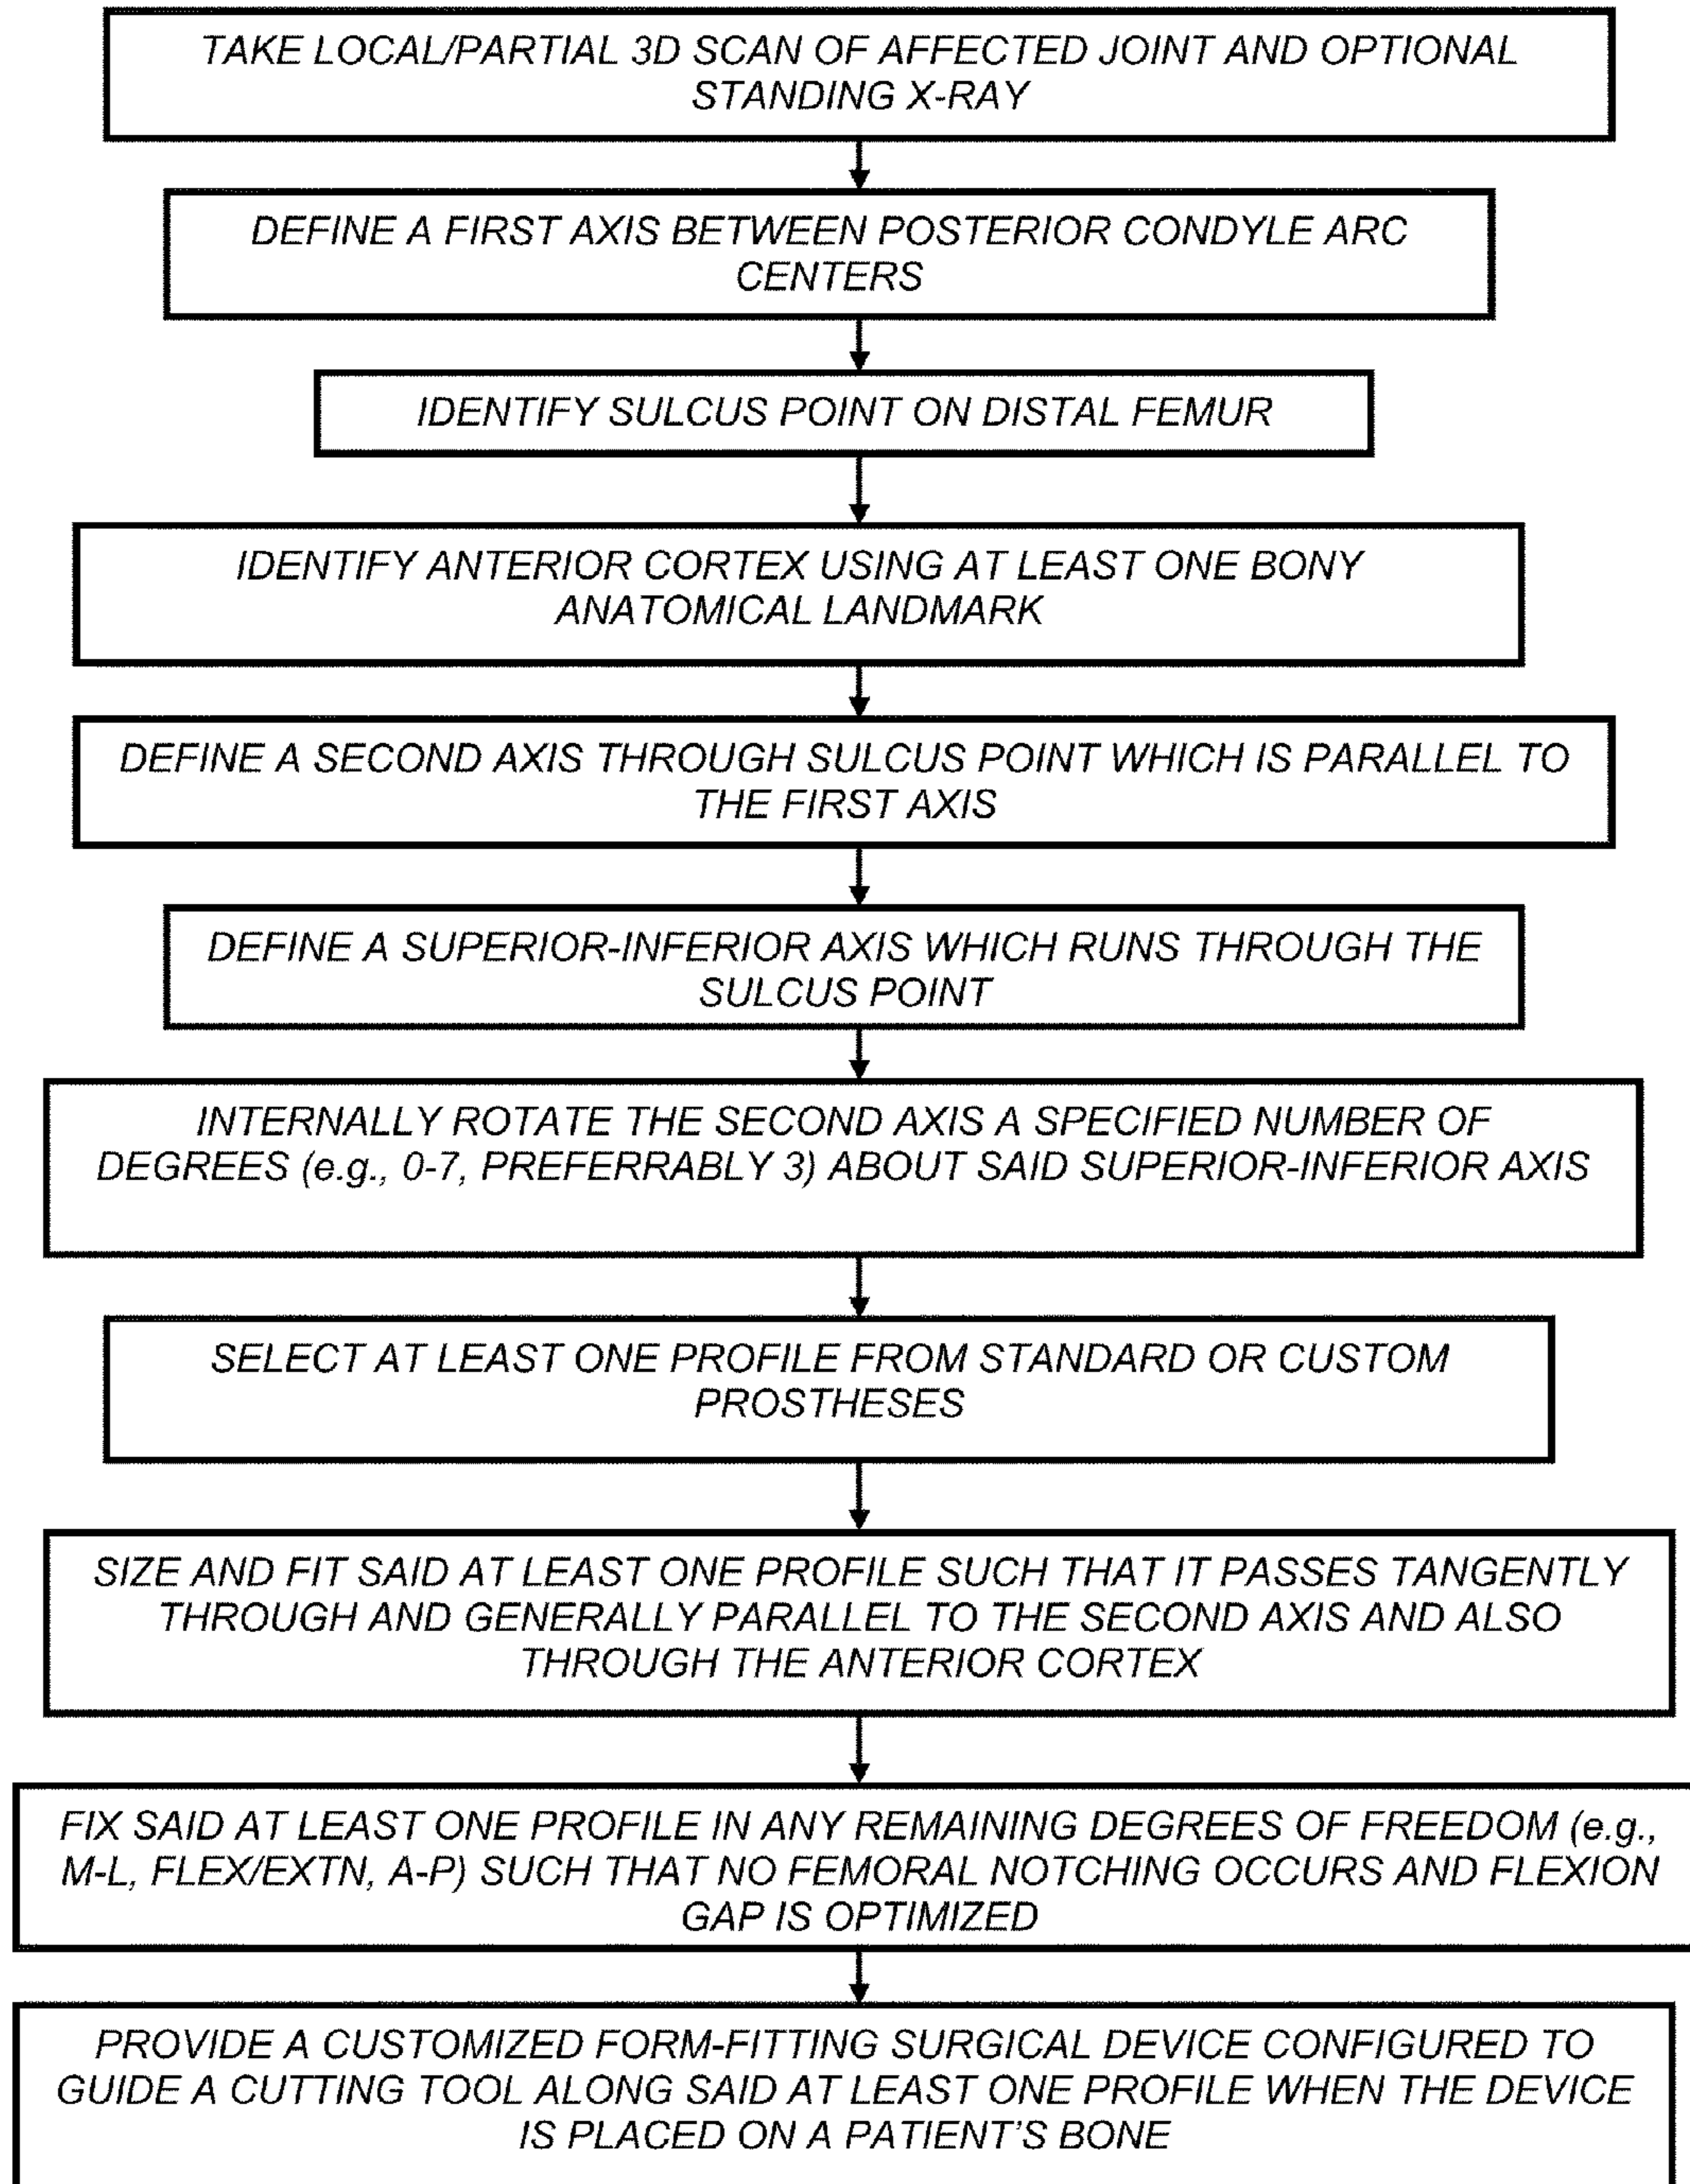 TAKE LOCAL/PARTIAL 3D SCAN OF AFFECTED JOINT AND OPTIONAL
STANDING X-RAY
DEFINE A FIRST AXIS BETWEEN POSTERIOR CONDYLE ARC
CENTERS
IDENTIFY SULCUS POINT ON DISTAL FEMUR
IDENTIFY ANTERIOR CORTEX USING AT LEAST ONE BONY
ANATOMICAL LANDMARK
DEFINE A SECOND AXIS THROUGH SULCUS POINT WHICH IS PARALLEL TO
THE FIRST AXIS
DEFINE A SUPERIOR-INFERIOR AXIS WHICH RUNS THROUGH THE
SULCUS POINT
INTERNALLY ROTATE THE SECOND AXIS A SPECIFIED NUMBER OF
DEGREES (e.g., 0-7, PREFERRABLY 3) ABOUT SAID SUPERIOR-INFERIOR AXIS
SELECT AT LEAST ONE PROFILE FROM STANDARD OR CUSTOM
PROSTHESES
SIZE AND FIT SAID AT LEAST ONE PROFILE SUCH THAT IT PASSES TANGENTLY
THROUGH AND GENERALLY PARALLEL TO THE SECOND AXIS AND ALSO
THROUGH THE ANTERIOR CORTEX
FIX SAID AT LEAST ONE PROFILE IN ANY REMAINING DEGREES OF FREEDOM (e.g.,
M-L, FLEX/EXTN, A-P) SUCH THAT NO FEMORAL NOTCHING OCCURS AND FLEXION
GAP IS OPTIMIZED
PROVIDE A CUSTOMIZED FORM-FITTING SURGICAL DEVICE CONFIGURED TO
GUIDE A CUTTING TOOL ALONG SAID AT LEAST ONE PROFILE WHEN THE DEVICE
IS PLACED ON A PATIENT'S BONE